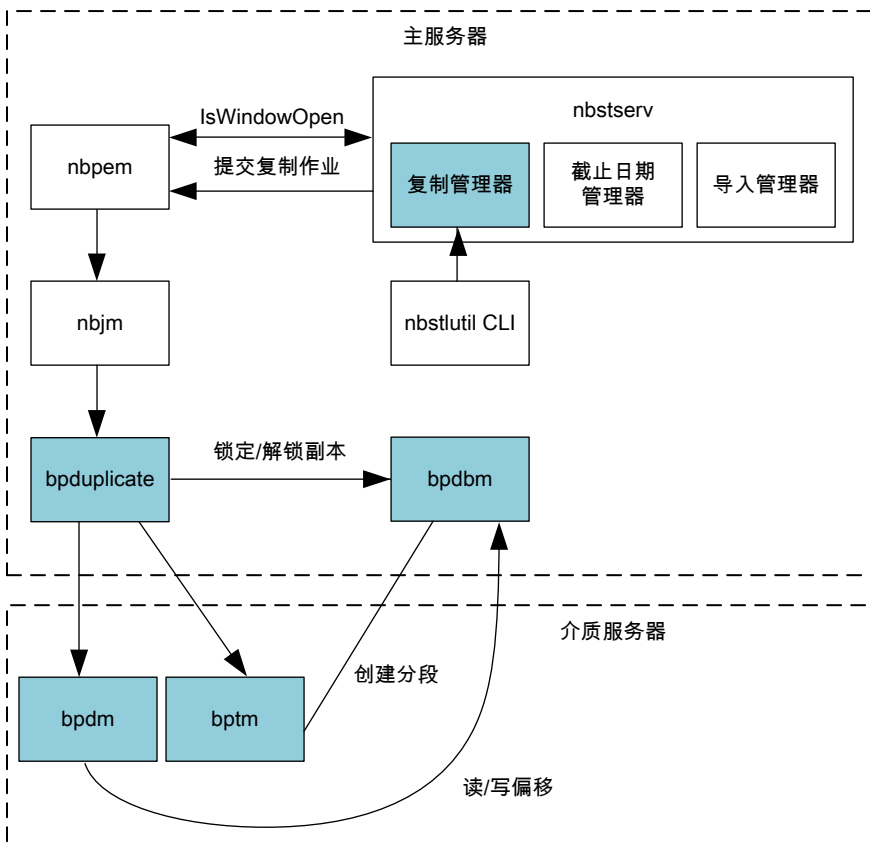 主服务器
IsWindowOpen
nbstserv
nbpem
提交复制作业
复制管理器
截止日期
管理器
导入管理器
nbjm
nbstlutil CLI
锁定/解锁副本
bpduplicate
bpdbm
介质服务器
创建分段
bpdm
bptm
读/写偏移